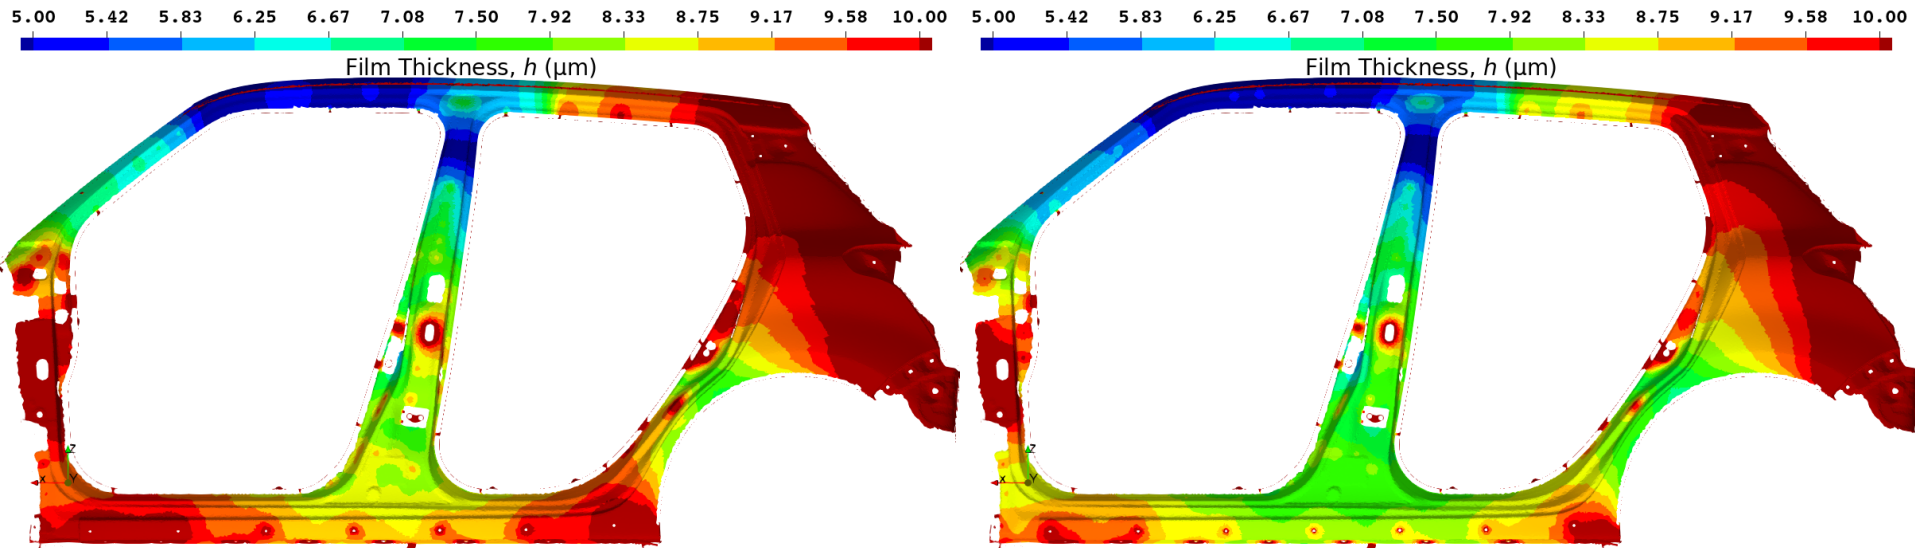 5.00 5.42 5.83 6.25 6.67 7.08 7.50 7.92 8.33 8.75 9.17 9.58 10.00
Film Thickness, h (µm)
Z
X Y
5.00 5.42 5.83 6.25 6.67 7.08 7.50 7.92 8.33 8.75 9.17 9.58 10.00
Film Thickness, h (µm)
Z
X Y